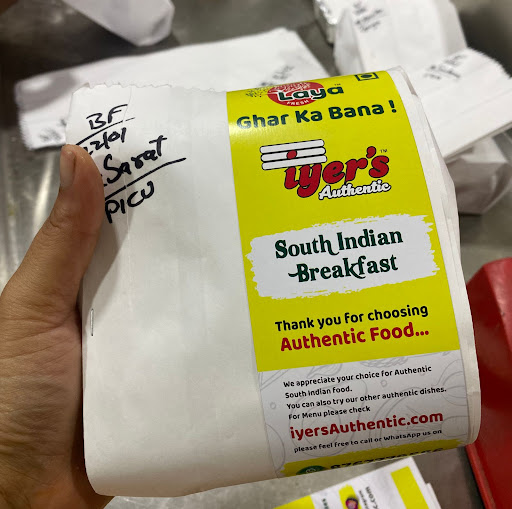 BF
Sarat
PICU
Laya
FRESH
Ghar Ka Bana !
iyer's
Authentic
South Indian
Breakfast
Thank you for choosing
Authentic Food...
We appreciate your choice for Authentic
South Indian food.
You can also try our other authentic dishes.
For Menu please check
iyersAuthentic.com
please feel free to call or WhatsApp us on